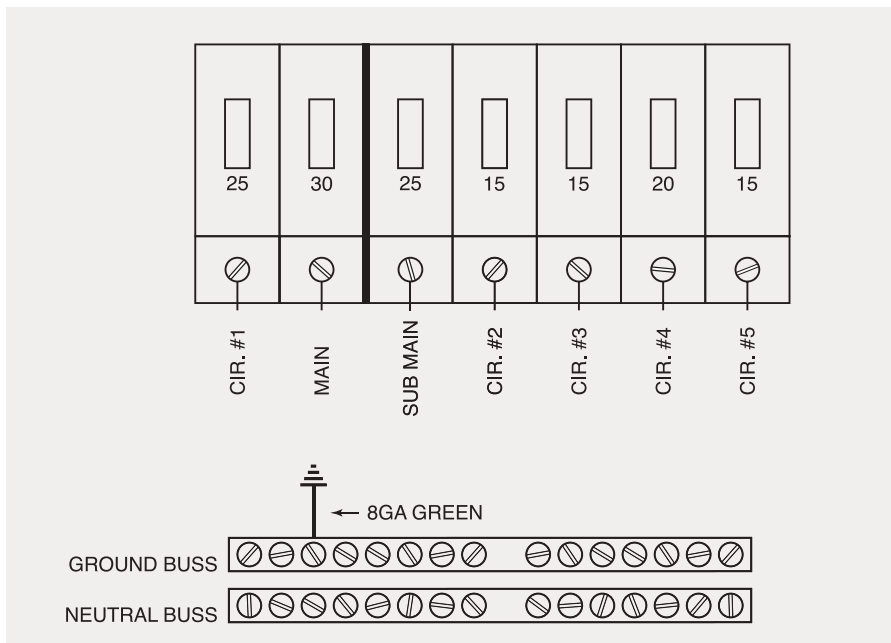 25 30 25 15 15 20 15
CIR. #1
MAIN
SUB MAIN
CIR. #2
CIR. #3
CIR. #4
CIR. #5
8GA GREEN
GROUND BUSS
NEUTRAL BUSS